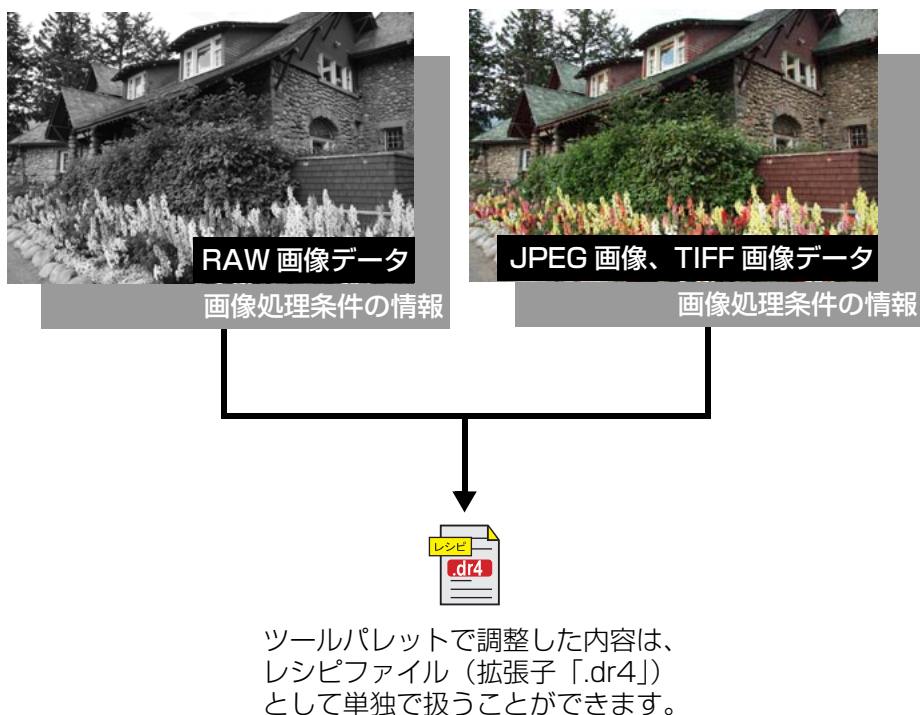 RAW 画像データ
画像処理条件の情報
JPEG 画像、TIFF 画像データ
画像処理条件の情報
レシピ
.dr4
ツールパレットで調整した内容は、
レシピファイル（拡張子「.dr4」）
として単独で扱うことができます。